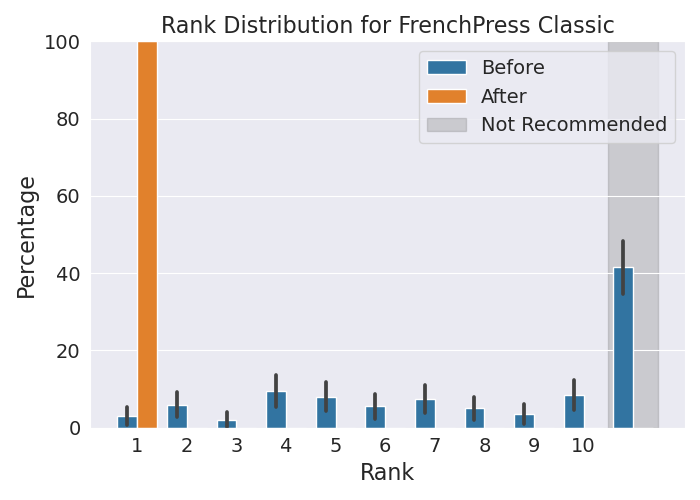 Rank Distribution for FrenchPress Classic
Before
After
Not Recommended
Percentage
100
80
60
40
20
0
1 2 3 4 5 6 7 8 9 10
Rank